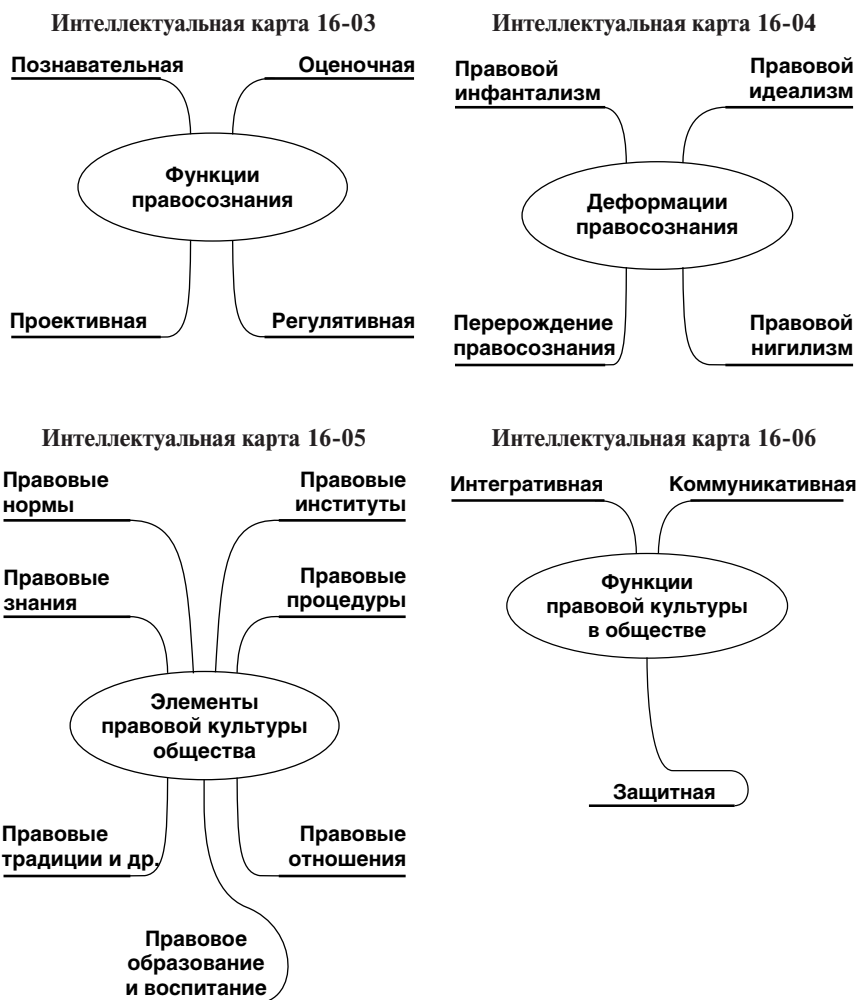 Интеллектуальная карта 16-03
Познавательная
Оценочная
Функции
правосознания
Проективная
Регулятивная
Интеллектуальная карта 16-04
Правовой
инфантализм
Правовой
идеализм
Деформации
правосознания
Перерождение
правосознания
Правовой
нигилизм
Интеллектуальная карта 16-05
Правовые
нормы
Правовые
институты
Правовые
знания
Правовые
процедуры
Элементы
правовой культуры
общества
Правовые
традиции и др.
Правовые
отношения
Правовое
образование
и воспитание
Интеллектуальная карта 16-06
Интегративная
Коммуникативная
Функции
правовой культуры
в обществе
Защитная